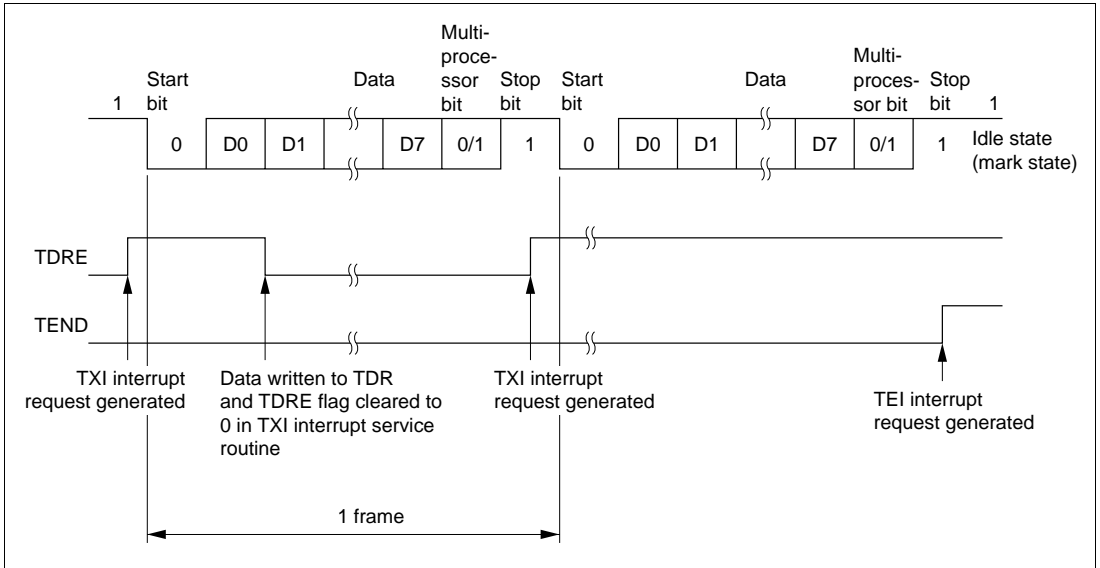 Multi-
proce-
ssor
bit
Start
bit
Data
Stop
bit
Start
bit
Data
Multi-
proces-
sor bit
Stop
bit
1
1
0
D0
D1
D7
0/1
1
0
D0
D1
D7
0/1
1
Idle state
(mark state)
TDRE
TEND
TXI interrupt
request generated
Data written to TDR
and TDRE flag cleared to
0 in TXI interrupt service
routine
TXI interrupt
request generated
TEI interrupt
request generated
1 frame